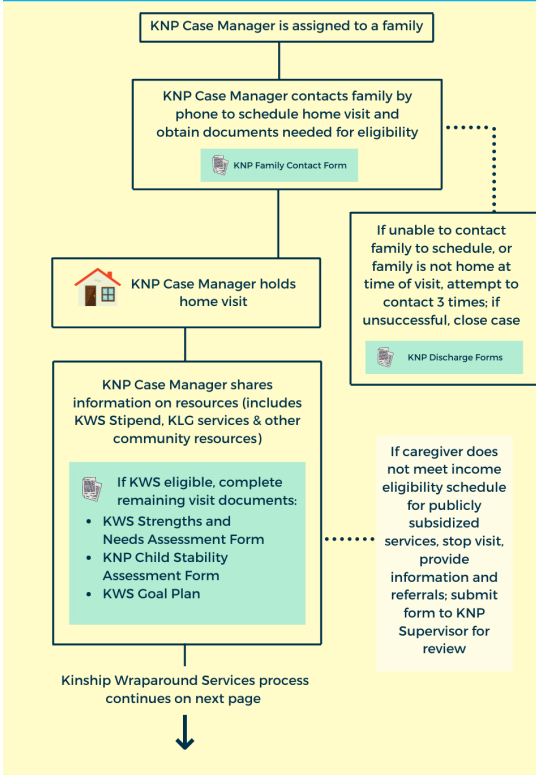 KNP Case Manager is assigned to a family
KNP Case Manager contacts family by
phone to schedule home visit and
obtain documents needed for eligibility
KNP Family Contact Form
If unable to contact
family to schedule, or
family is not home at
time of visit, attempt to
contact 3 times; if
unsuccessful, close case
KNP Discharge Forms
KNP Case Manager holds
home visit
KNP Case Manager shares
information on resources (includes
KWS Stipend, KLG services & other
community resources)
If KWS eligible, complete
remaining visit documents:
• KWS Strengths and
Needs Assessment Form
• KNP Child Stability
Assessment Form
• KWS Goal Plan
If caregiver does
not meet income
eligibility schedule
for publicly
subsidized
services, stop visit,
provide
information and
referrals; submit
form to KNP
Supervisor for
review
Kinship Wraparound Services process
continues on next page